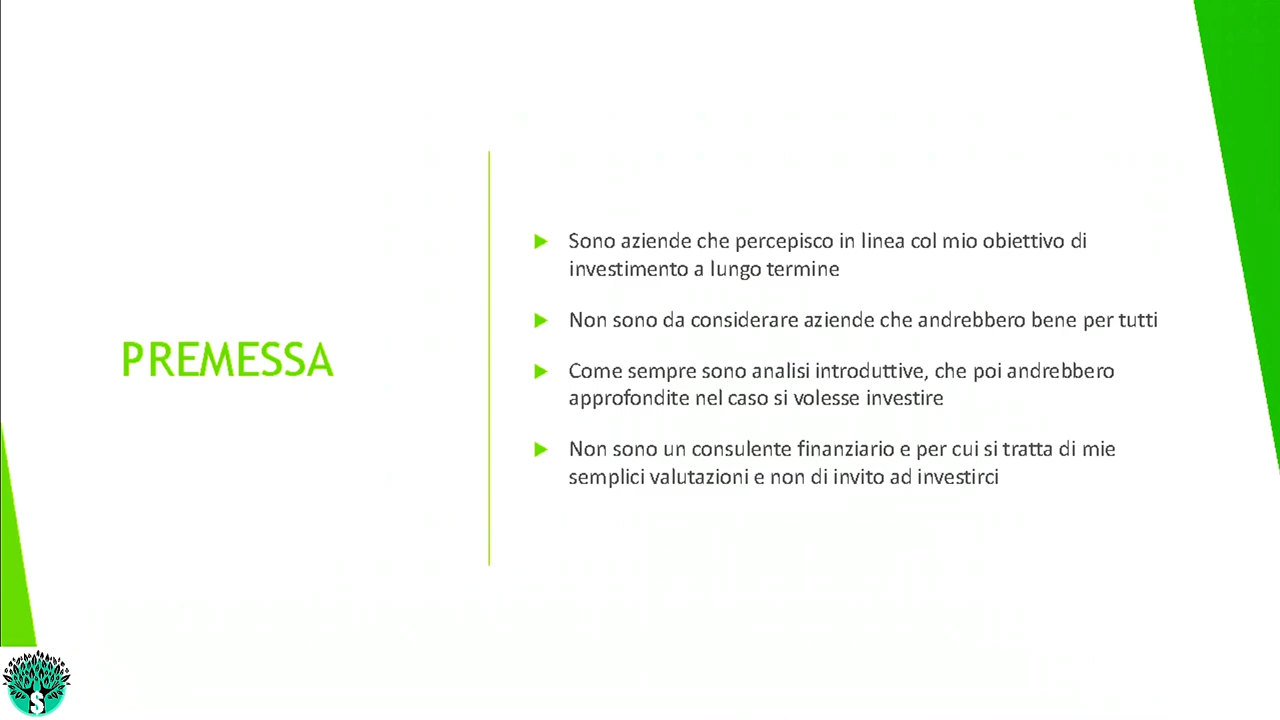 PREMESSA
Sono aziende che percepisco in linea col mio obiettivo di
investimento a lungo termine
Non sono da considerare aziende che andrebbero bene per tutti
Come sempre sono analisi introduttive, che poi andrebbero
approfondite nel caso si volesse investire
Non sono un consulente finanziario e per cui si tratta di mie
semplici valutazioni e non di invito ad investirci
$